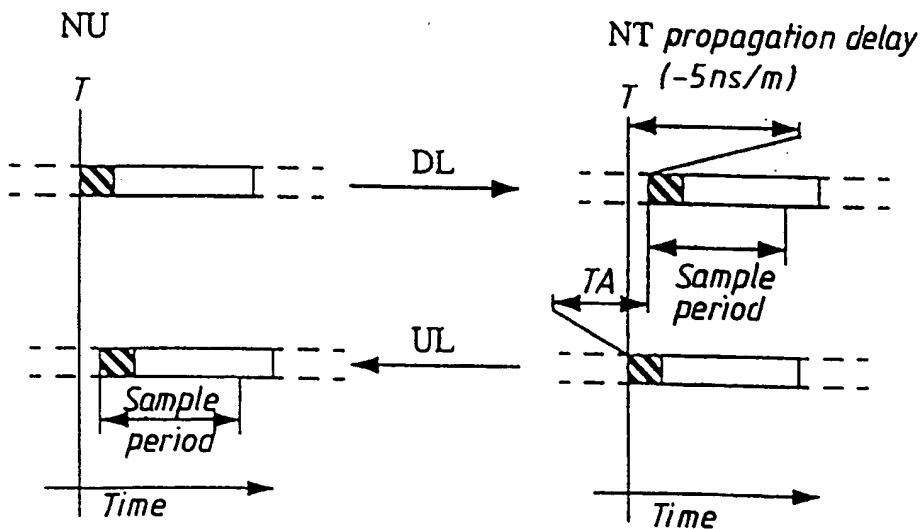 NU
NT propagation delay
(-5ns/m)
T
T
DL
Sample
period
TA
UL
Sample
period
Time
Time